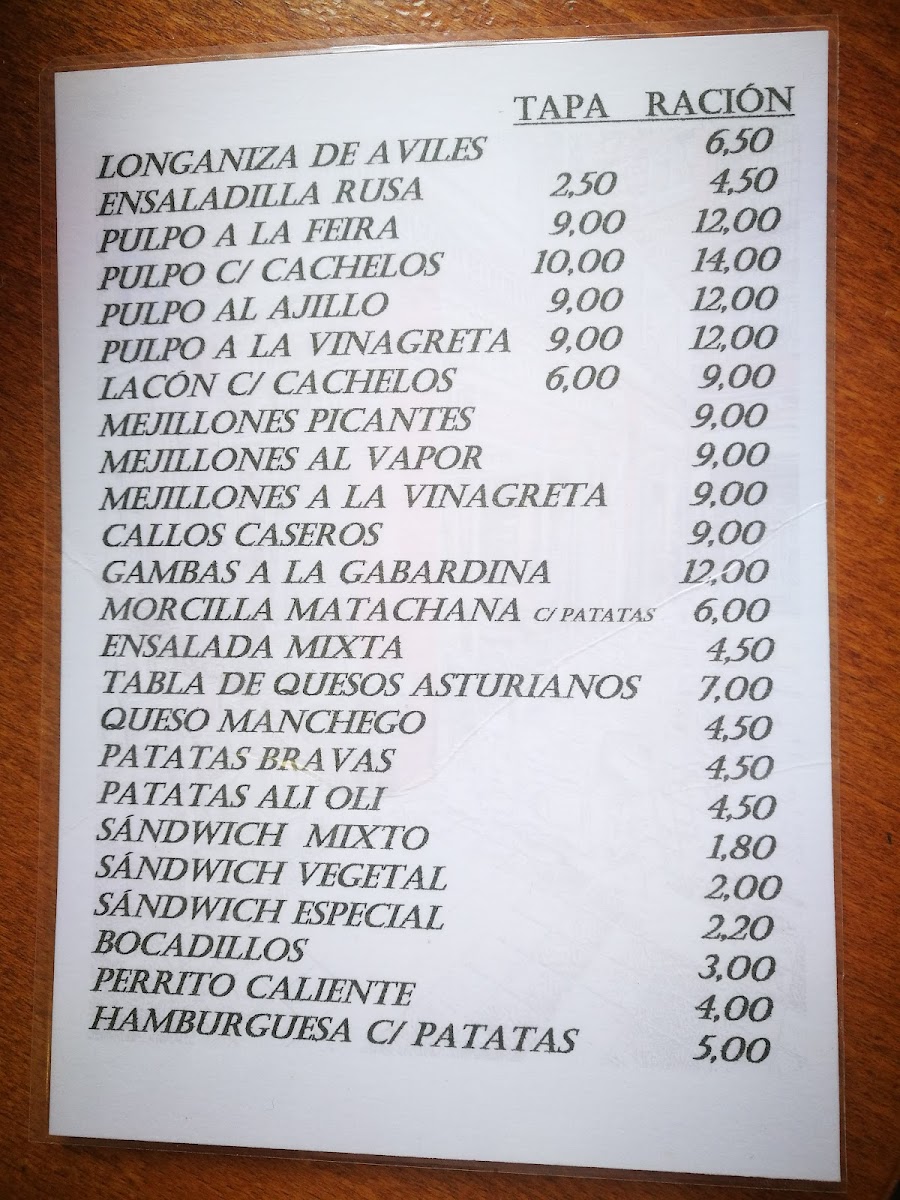 TAPA RACIÓN
LONGANIZA DE AVILES 6,50
ENSALADILLA RUSA 2,50 4,50
PULPO A LA FEIRA 9,00 12,00
PULPO C/ CACHELOS 10,00 14,00
PULPO AL AJILLO 9,00 12,00
PULPO A LA VINAGRETA 9,00 12,00
LACÓN C/ CACHELOS 6,00 9,00
MEJILLONES PICANTES 9,00
MEJILLONES AL VAPOR 9,00
MEJILLONES A LA VINAGRETA 9.00
CALLOS CASEROS 9,00
GAMBAS A LA GABARDINA 12,00
MORCILLA MATACHANA C/ PATATAS 6,00
ENSALADA MIXTA 4,50
TABLA DE QUESOS ASTURIANOS 7,00
QUESO MANCHEGO 4,50
PATATAS BRAVAS 4,50
PATATAS ALI OLI 4,50
SÁNDWICH MIXTO 1,80
SÁNDWICH VEGETAL 2,00
SÁNDWICH ESPECIAL 2,20
BOCADILLOS 3,00
PERRITO CALIENTE 4,00
HAMBURGUESA C/ PATATAS 5,00